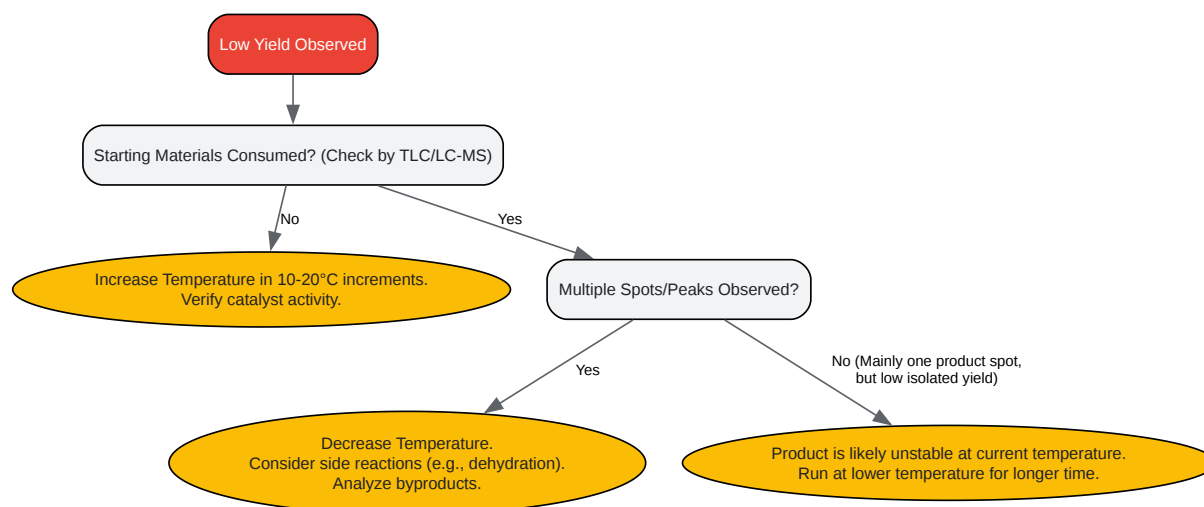 Low Yield Observed
Starting Materials Consumed? (Check by TLC/LC-MS)
No
Yes
Increase Temperature in 10-20°C increments.
Verify catalyst activity.
Multiple Spots/Peaks Observed?
Yes
No (Mainly one product spot,
but low isolated yield)
Decrease Temperature.
Consider side reactions (e.g., dehydration).
Analyze byproducts.
Product is likely unstable at current temperature.
Run at lower temperature for longer time.